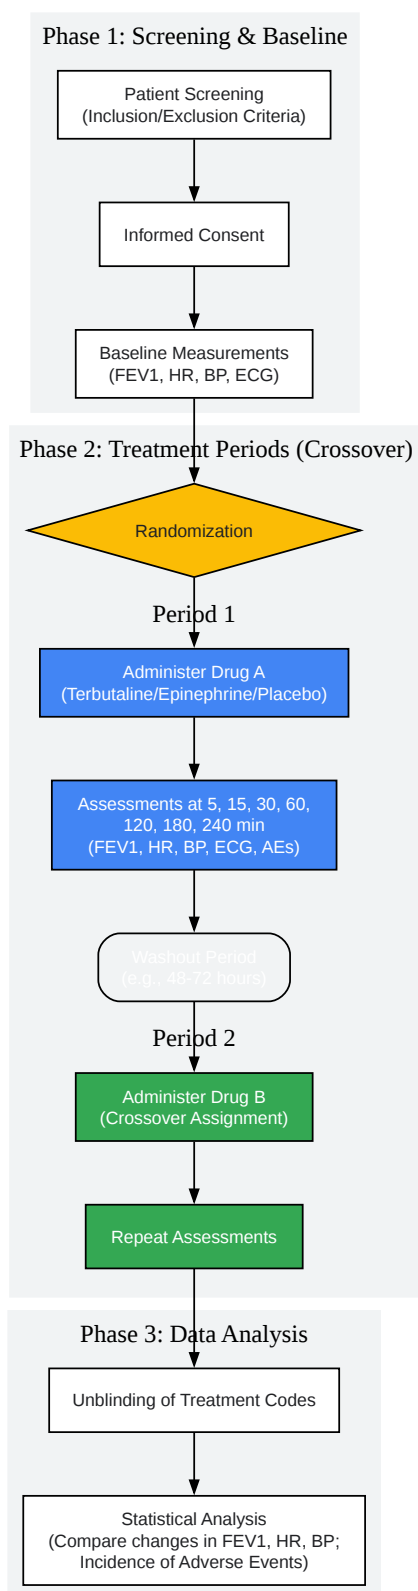 Phase 1: Screening & Baseline
Patient Screening
(Inclusion/Exclusion Criteria)
Informed Consent
Baseline Measurements
(FEV1, HR, BP, ECG)
Phase 2: Treatment Periods (Crossover)
Randomization
Period 1
Administer Drug A
(Terbutaline/Epinephrine/Placebo)
Assessments at 5, 15, 30, 60,
120, 180, 240 min
(FEV1, HR, BP, ECG, AEs)
Washout Period
(e.g., 48-72 hours)
Period 2
Administer Drug B
(Crossover Assignment)
Repeat Assessments
Phase 3: Data Analysis
Unblinding of Treatment Codes
Statistical Analysis
(Compare changes in FEV1, HR, BP;
Incidence of Adverse Events)